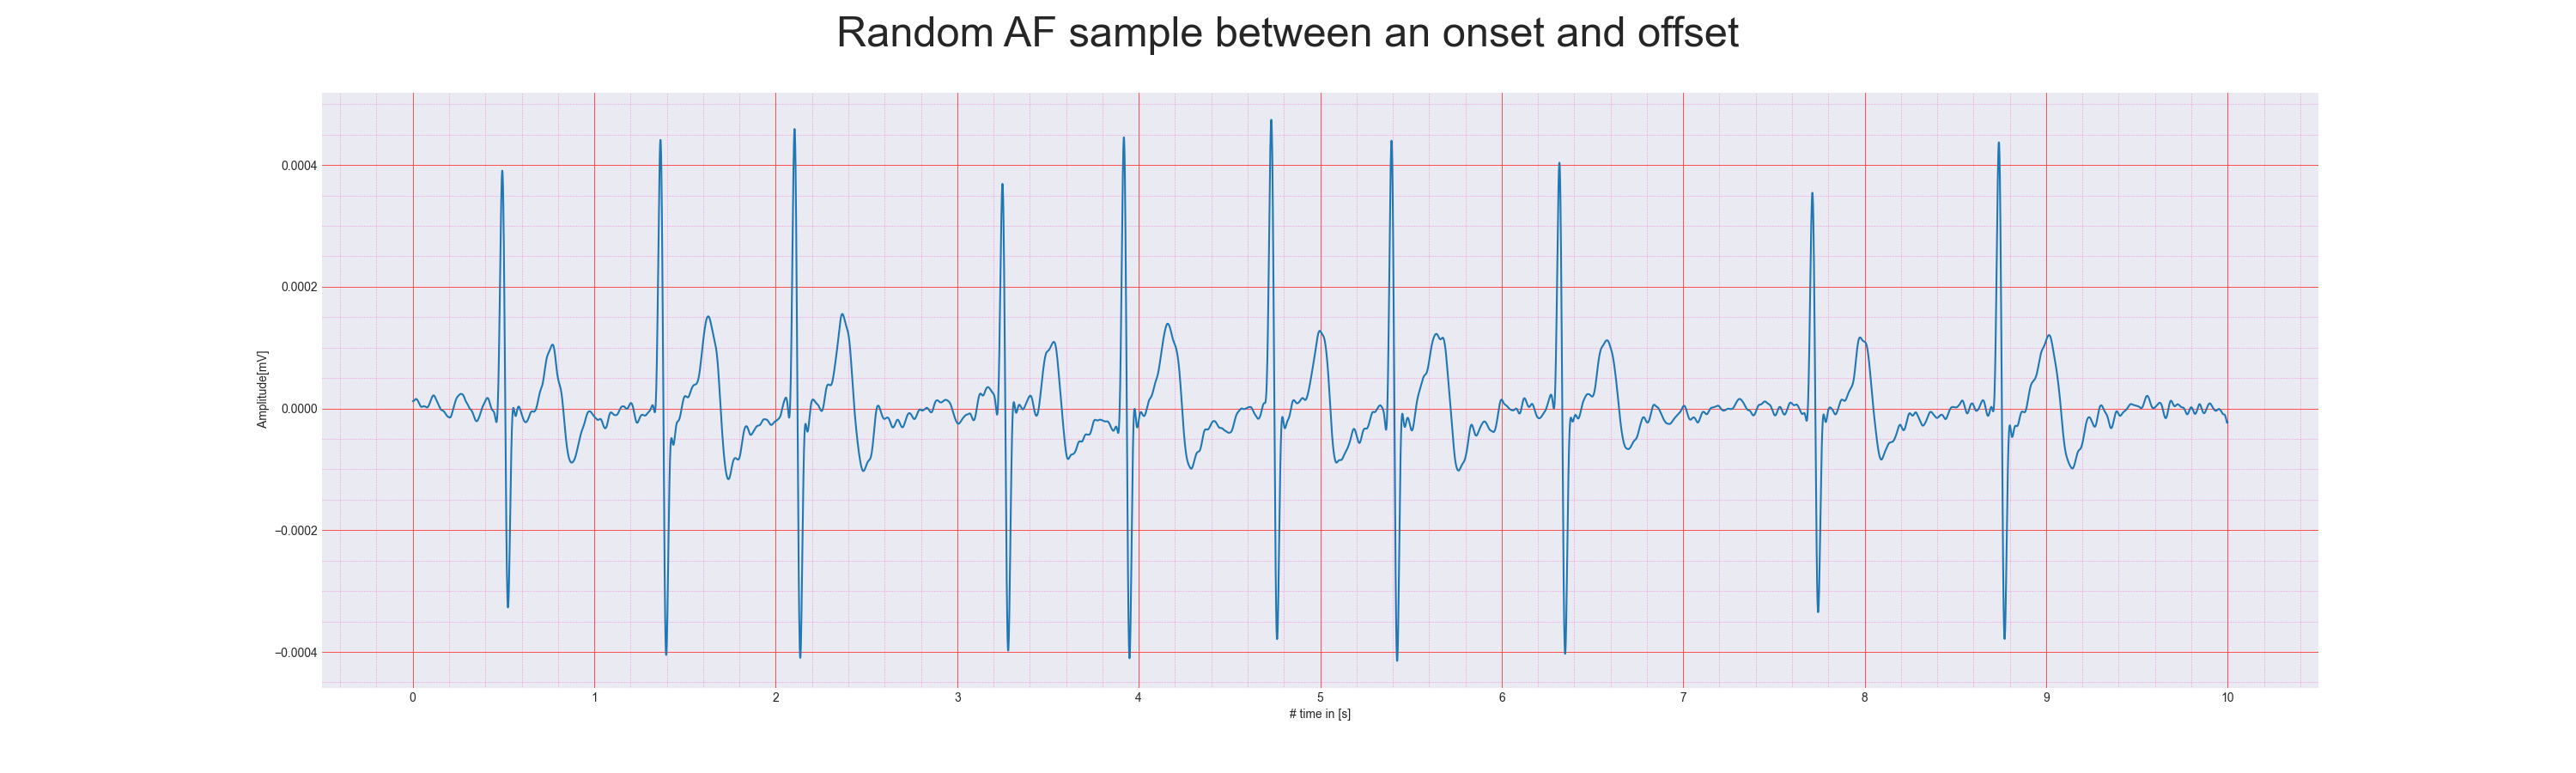 Random AF sample between an onset and offset
0.0004
0.0002
0.0000
−0.0002
−0.0004
Amplitude[mV]
0 1 2 3 4 5 6 7 8 9 10
# time in [s]